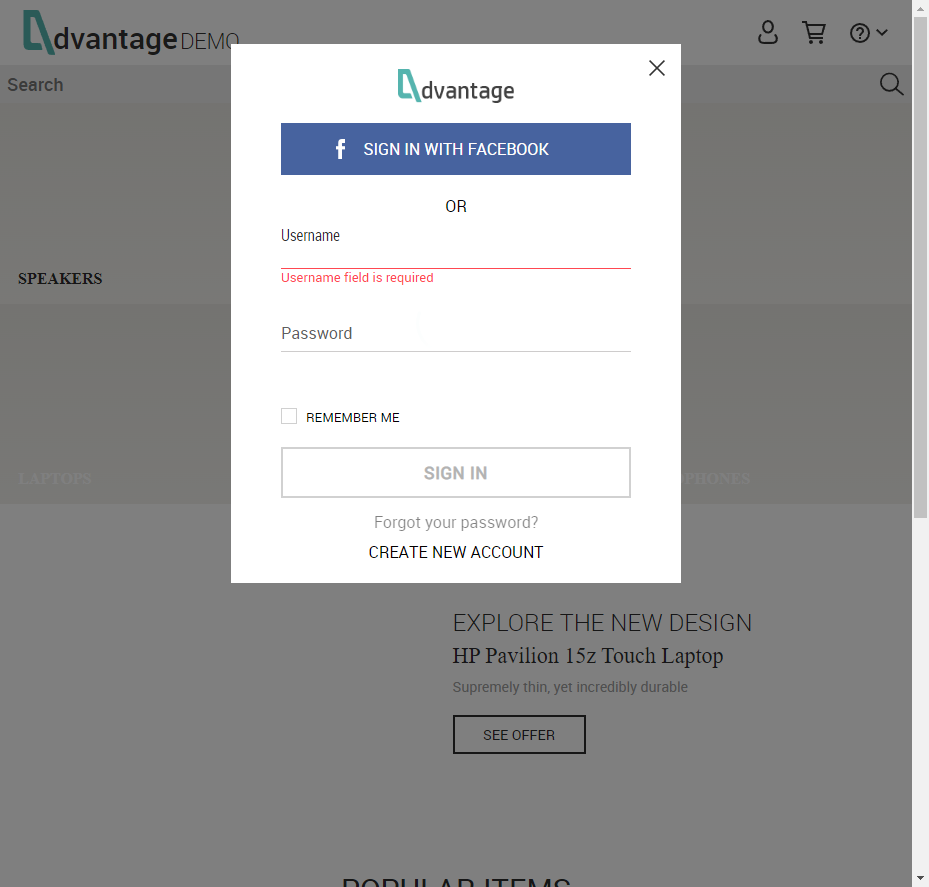 dvantage DEMO
Search
dvantage
SIGN IN WITH FACEBOOK
OR
Username
Username field is required
SPEAKERS
Password
REMEMBER ME
SIGN IN
LAPTOPS
PHONES
Forgot your password?
CREATE NEW ACCOUNT
EXPLORE THE NEW DESIGN
HP Pavilion 15z Touch Laptop
Supremely thin, yet incredibly durable
SEE OFFER
POPULAR ITEMS